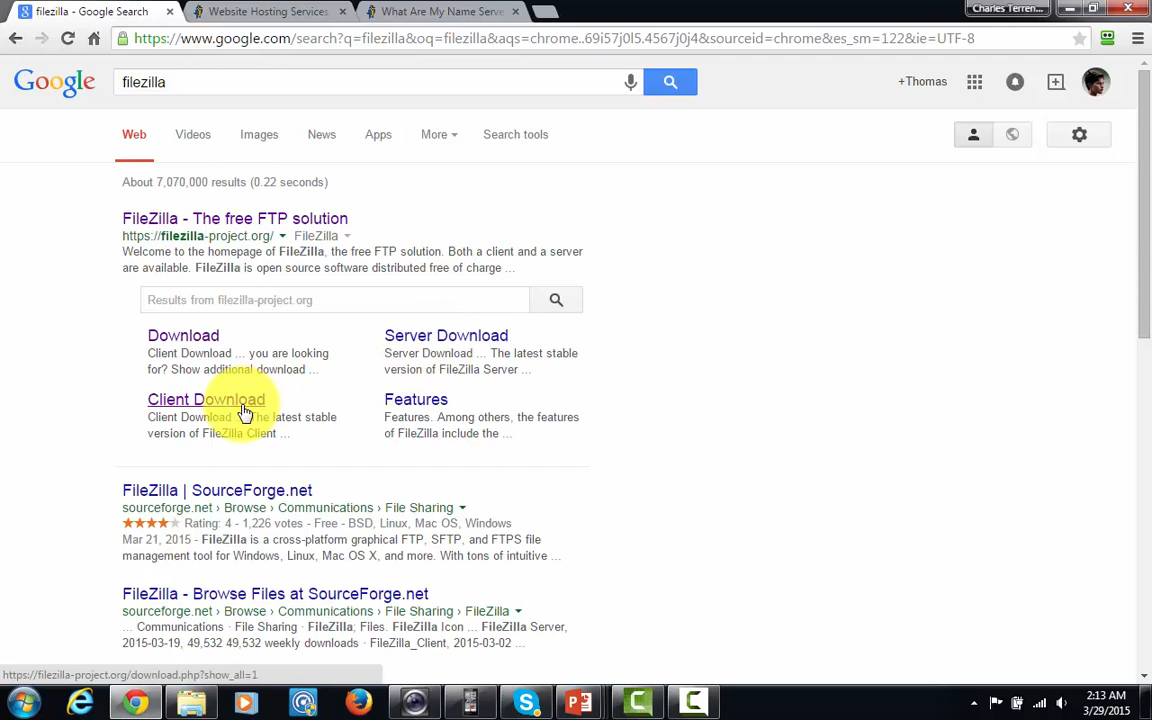 filezilla - Google Search
Website Hosting Services
What Are My Name Serve
Charles Terren...
https://www.google.com/search?q=filezilla&oq=filezilla&aqs=chrome..69i57j0l5.4567j0j4&sourceid=chrome&es_sm=122&ie=UTF-8
Google
filezilla
+Thomas
Web Videos Images News Apps More Search tools
About 7,070,000 results (0.22 seconds)
FileZilla - The free FTP solution
https://filezilla-project.org/ FileZilla
Welcome to the homepage of FileZilla, the free FTP solution. Both a client and a server
are available. FileZilla is open source software distributed free of charge ...
Results from filezilla-project.org
Download
Client Download ... you are looking
for? Show additional download ...
Server Download
Server Download ... The latest stable
version of FileZilla Server ...
Client Download
Client Download ... The latest stable
version of FileZilla Client ...
Features
Features. Among others, the features
of FileZilla include the ...
FileZilla | SourceForge.net
sourceforge.net › Browse › Communications › File Sharing
Rating: 4 - 1,226 votes - Free - BSD, Linux, Mac OS, Windows
Mar 21, 2015 - FileZilla is a cross-platform graphical FTP, SFTP, and FTPS file
management tool for Windows, Linux, Mac OS X, and more. With tons of intuitive ...
FileZilla - Browse Files at SourceForge.net
sourceforge.net › Browse › Communications › File Sharing › FileZilla
... Communications · File Sharing · FileZilla; Files. FileZilla Icon ... FileZilla Server,
2015-03-19, 49,532 49,532 weekly downloads · FileZilla_Client, 2015-03-02 ...
https://filezilla-project.org/download.php?show_all=1
2:13 AM
3/29/2015